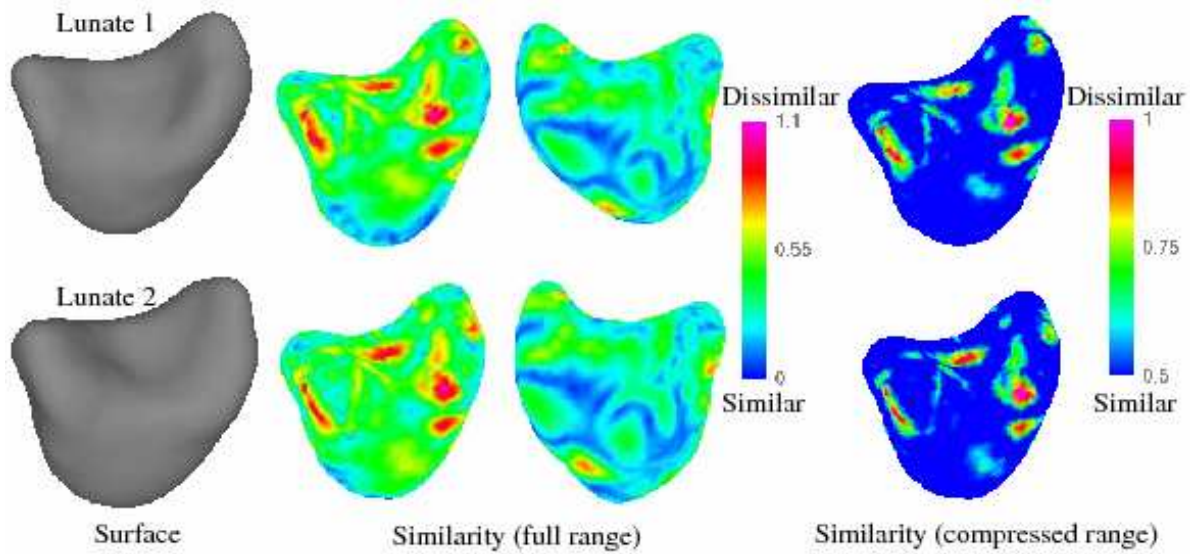 Lunate 1
Dissimilar
1.1
0.55
0
Similar
Dissimilar
1
0.75
0.5
Similar
Lunate 2
Surface
Similarity (full range)
Similarity (compressed range)